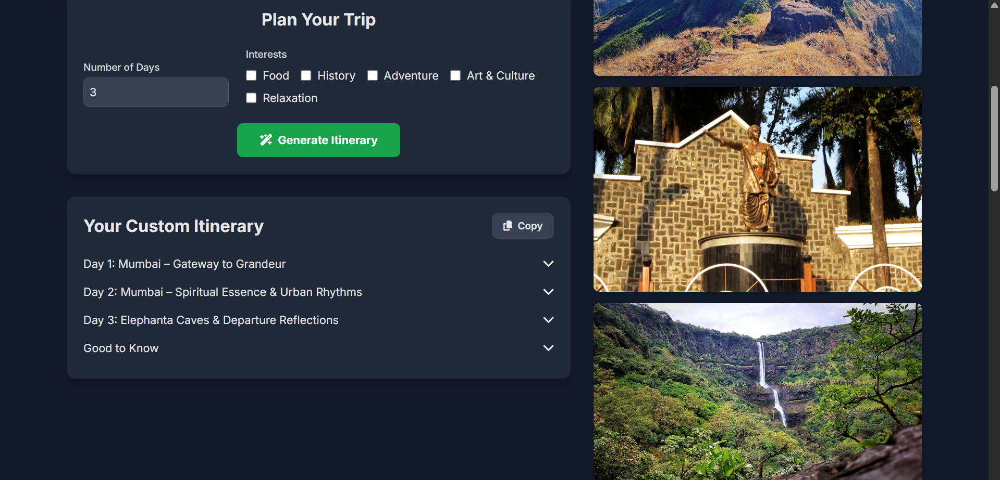 Plan Your Trip
Number of Days
3
Interests
Food
History
Adventure
Art & Culture
Relaxation
Generate Itinerary
Your Custom Itinerary
Copy
Day 1: Mumbai – Gateway to Grandeur
Day 2: Mumbai – Spiritual Essence & Urban Rhythms
Day 3: Elephanta Caves & Departure Reflections
Good to Know